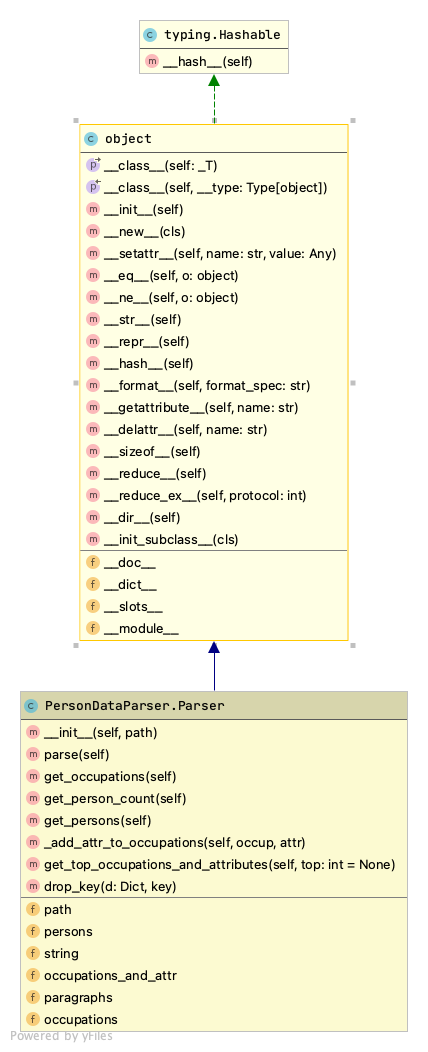 C typing.Hashable
m __hash__(self)
C object
p __class__(self: _T)
p __class__(self, __type: Type[object])
m __init__(self)
m __new__(cls)
m __setattr__(self, name: str, value: Any)
m __eq__(self, o: object)
m __ne__(self, o: object)
m __str__(self)
m __repr__(self)
m __hash__(self)
m __format__(self, format_spec: str)
m __getattribute__(self, name: str)
m __delattr__(self, name: str)
m __sizeof__(self)
m __reduce__(self)
m __reduce_ex__(self, protocol: int)
m __dir__(self)
m __init_subclass__(cls)
f __doc__
f __dict__
f __slots__
f __module__
C PersonDataParser.Parser
m __init__(self, path)
m parse(self)
m get_occupations(self)
m get_person_count(self)
m get_persons(self)
m _add_attr_to_occupations(self, occup, attr)
m get_top_occupations_and_attributes(self, top: int = None)
m drop_key(d: Dict, key)
f path
f persons
f string
f occupations_and_attr
f paragraphs
f occupations
Powered by yFiles